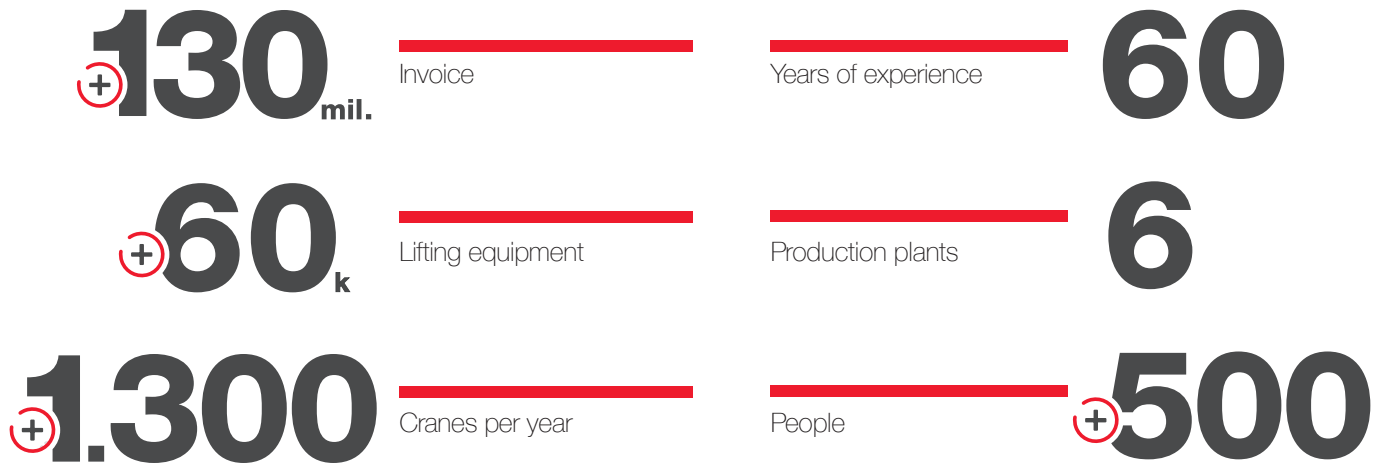 +130 mil.
Invoice
Years of experience
60
+60 k
Lifting equipment
Production plants
6
+1.300
Cranes per year
People
+500